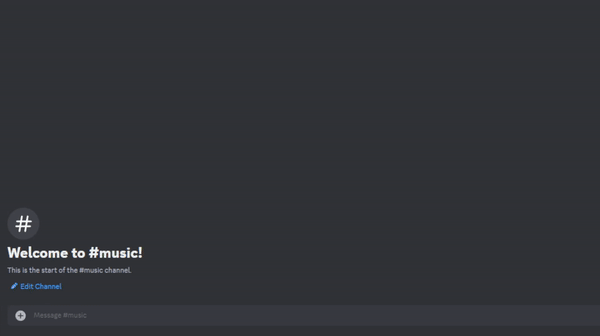 #
Welcome to #music!
This is the start of the #music channel.
Edit Channel
Message #music